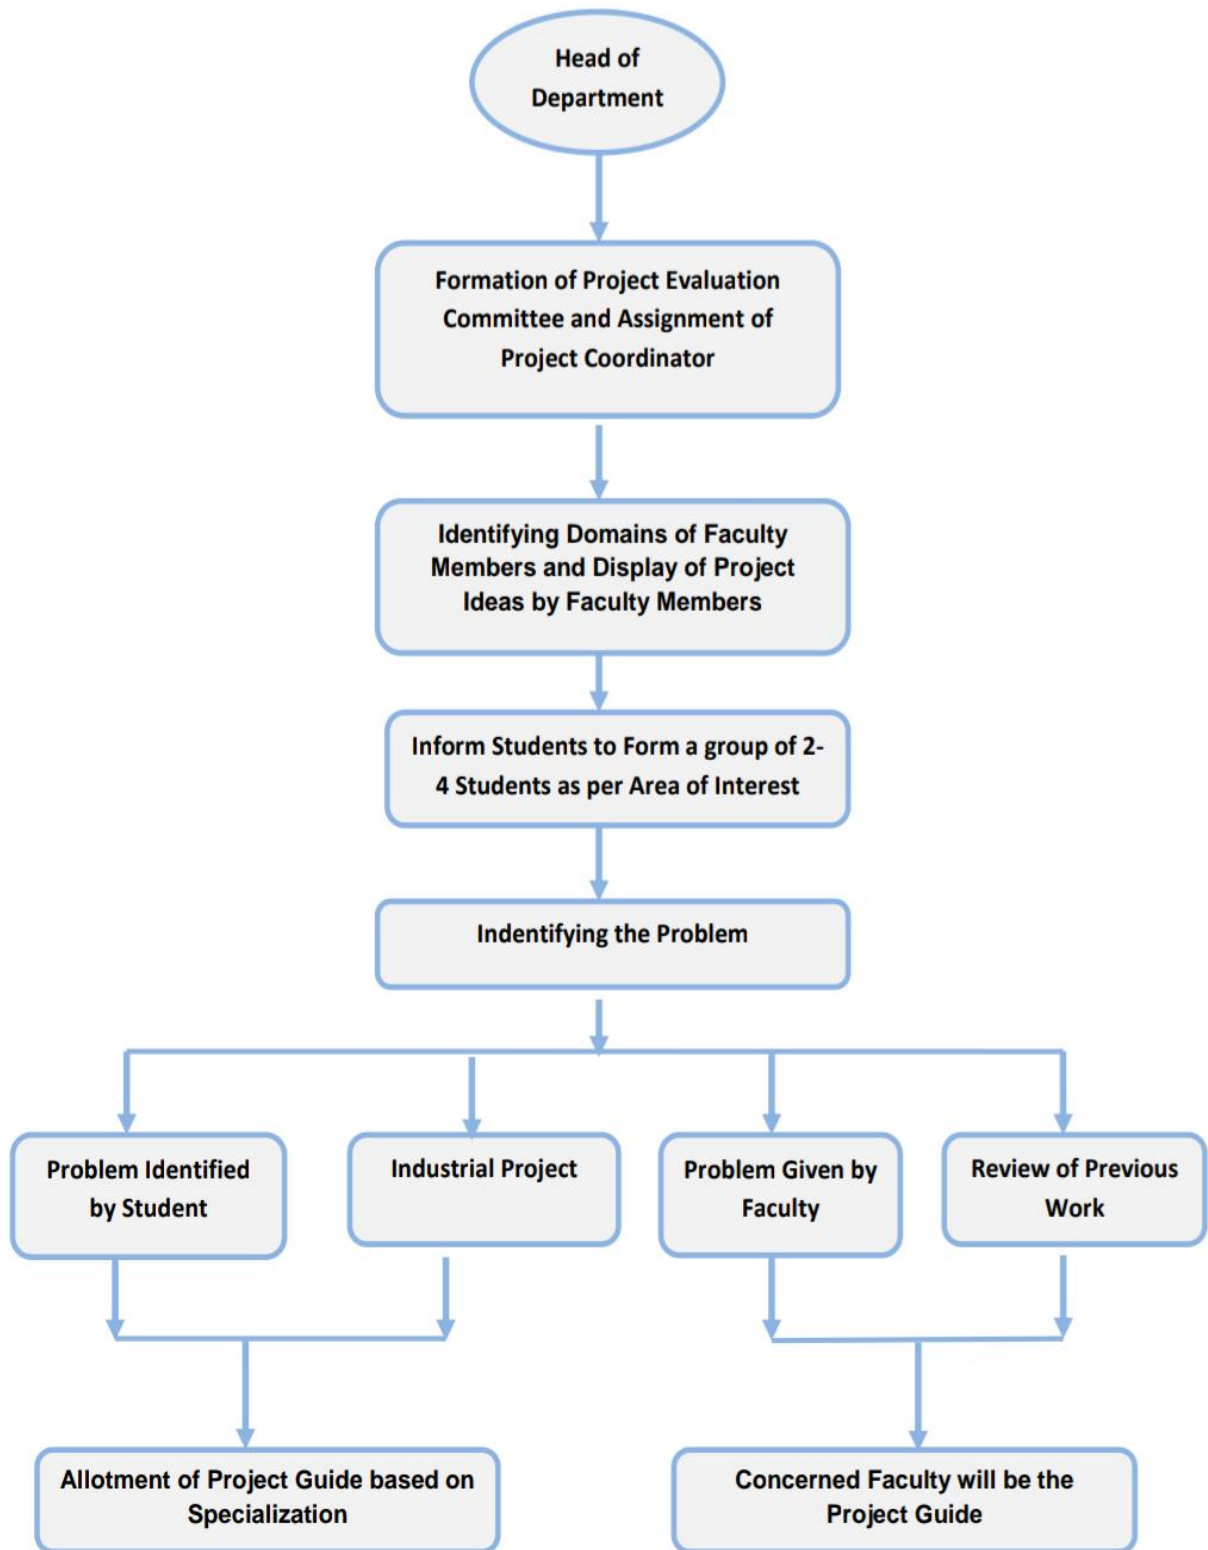 Head of
Department
Formation of Project Evaluation
Committee and Assignment of
Project Coordinator
Identifying Domains of Faculty
Members and Display of Project
Ideas by Faculty Members
Inform Students to Form a group of 2-
4 Students as per Area of Interest
Indentifying the Problem
Problem Identified
by Student
Industrial Project
Problem Given by
Faculty
Review of Previous
Work
Allotment of Project Guide based on
Specialization
Concerned Faculty will be the
Project Guide